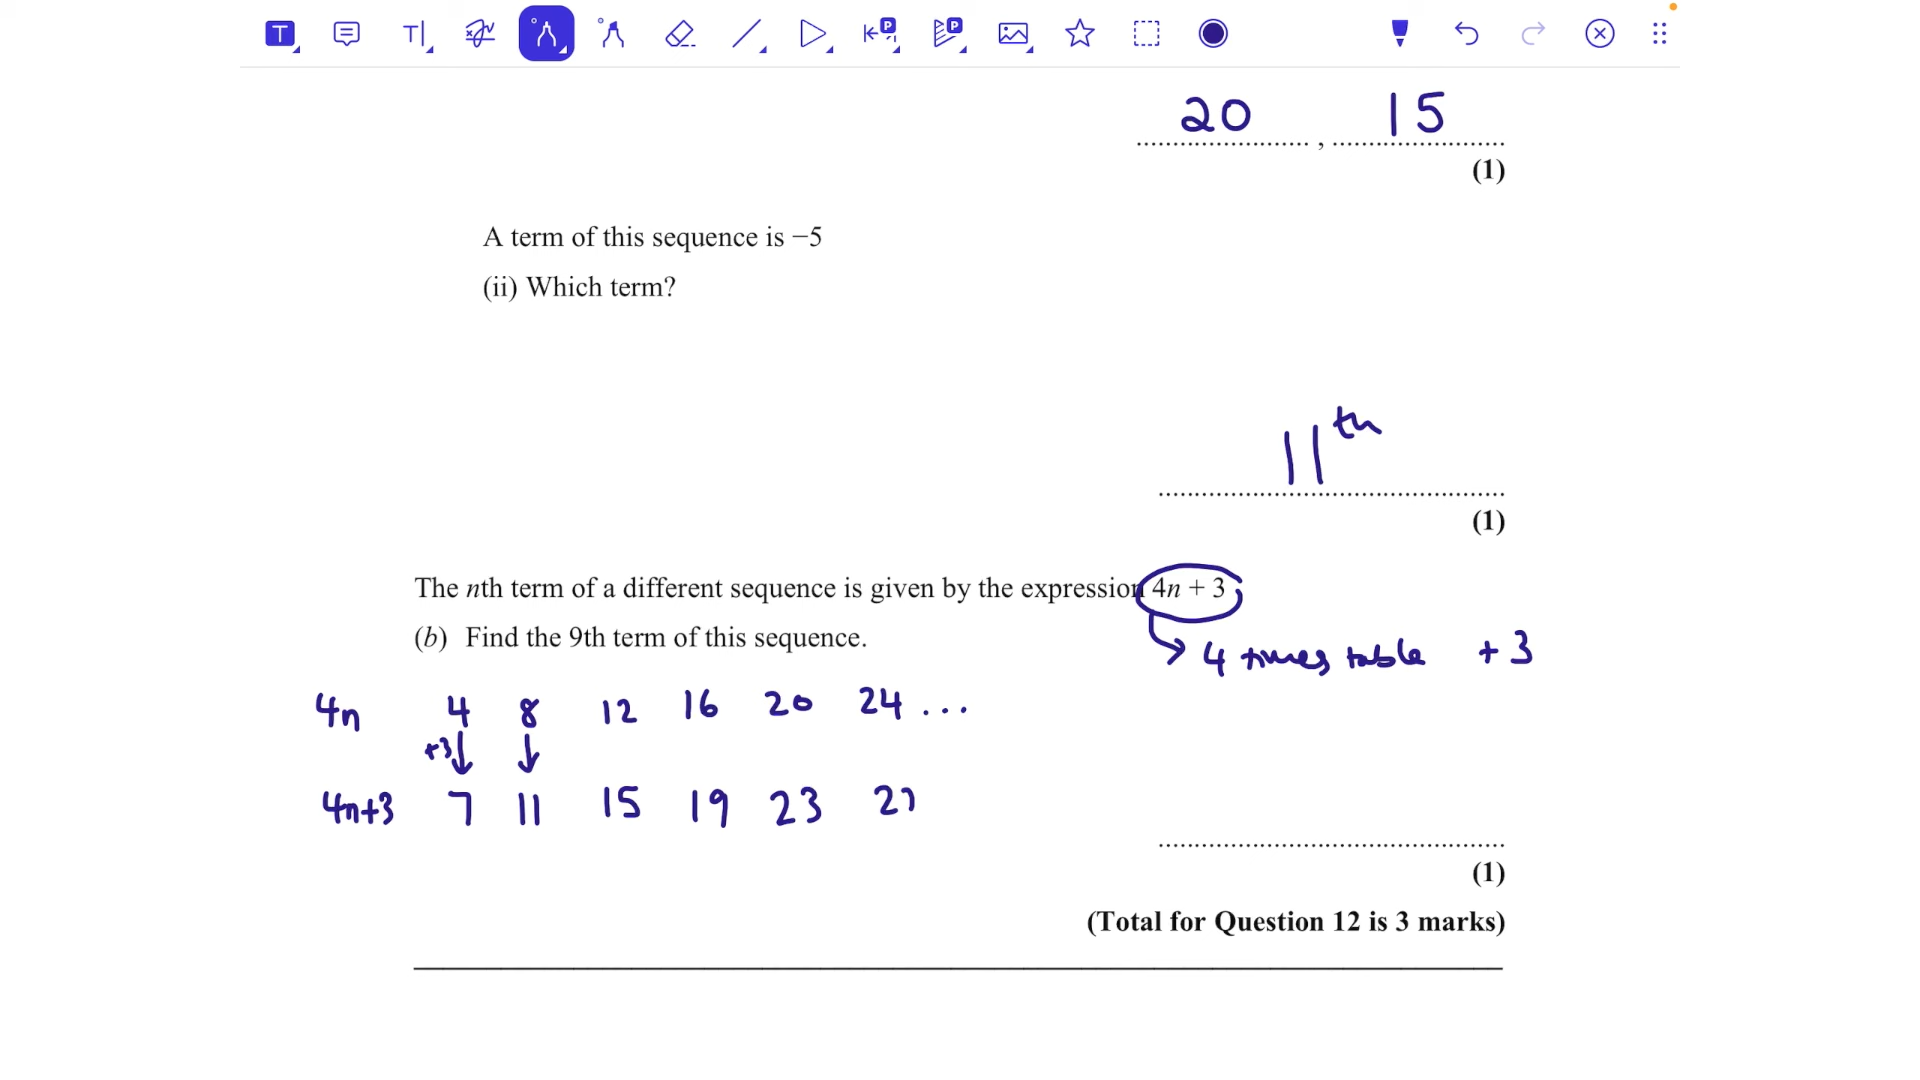 20 , 15
(1)
A term of this sequence is −5
(ii) Which term?
11th
(1)
The nth term of a different sequence is given by the expression 4n + 3
(b) Find the 9th term of this sequence.
4 times table +3
4n 4 8 12 16 20 24 ...
+3
4n+3 7 11 15 19 23 27
(1)
(Total for Question 12 is 3 marks)